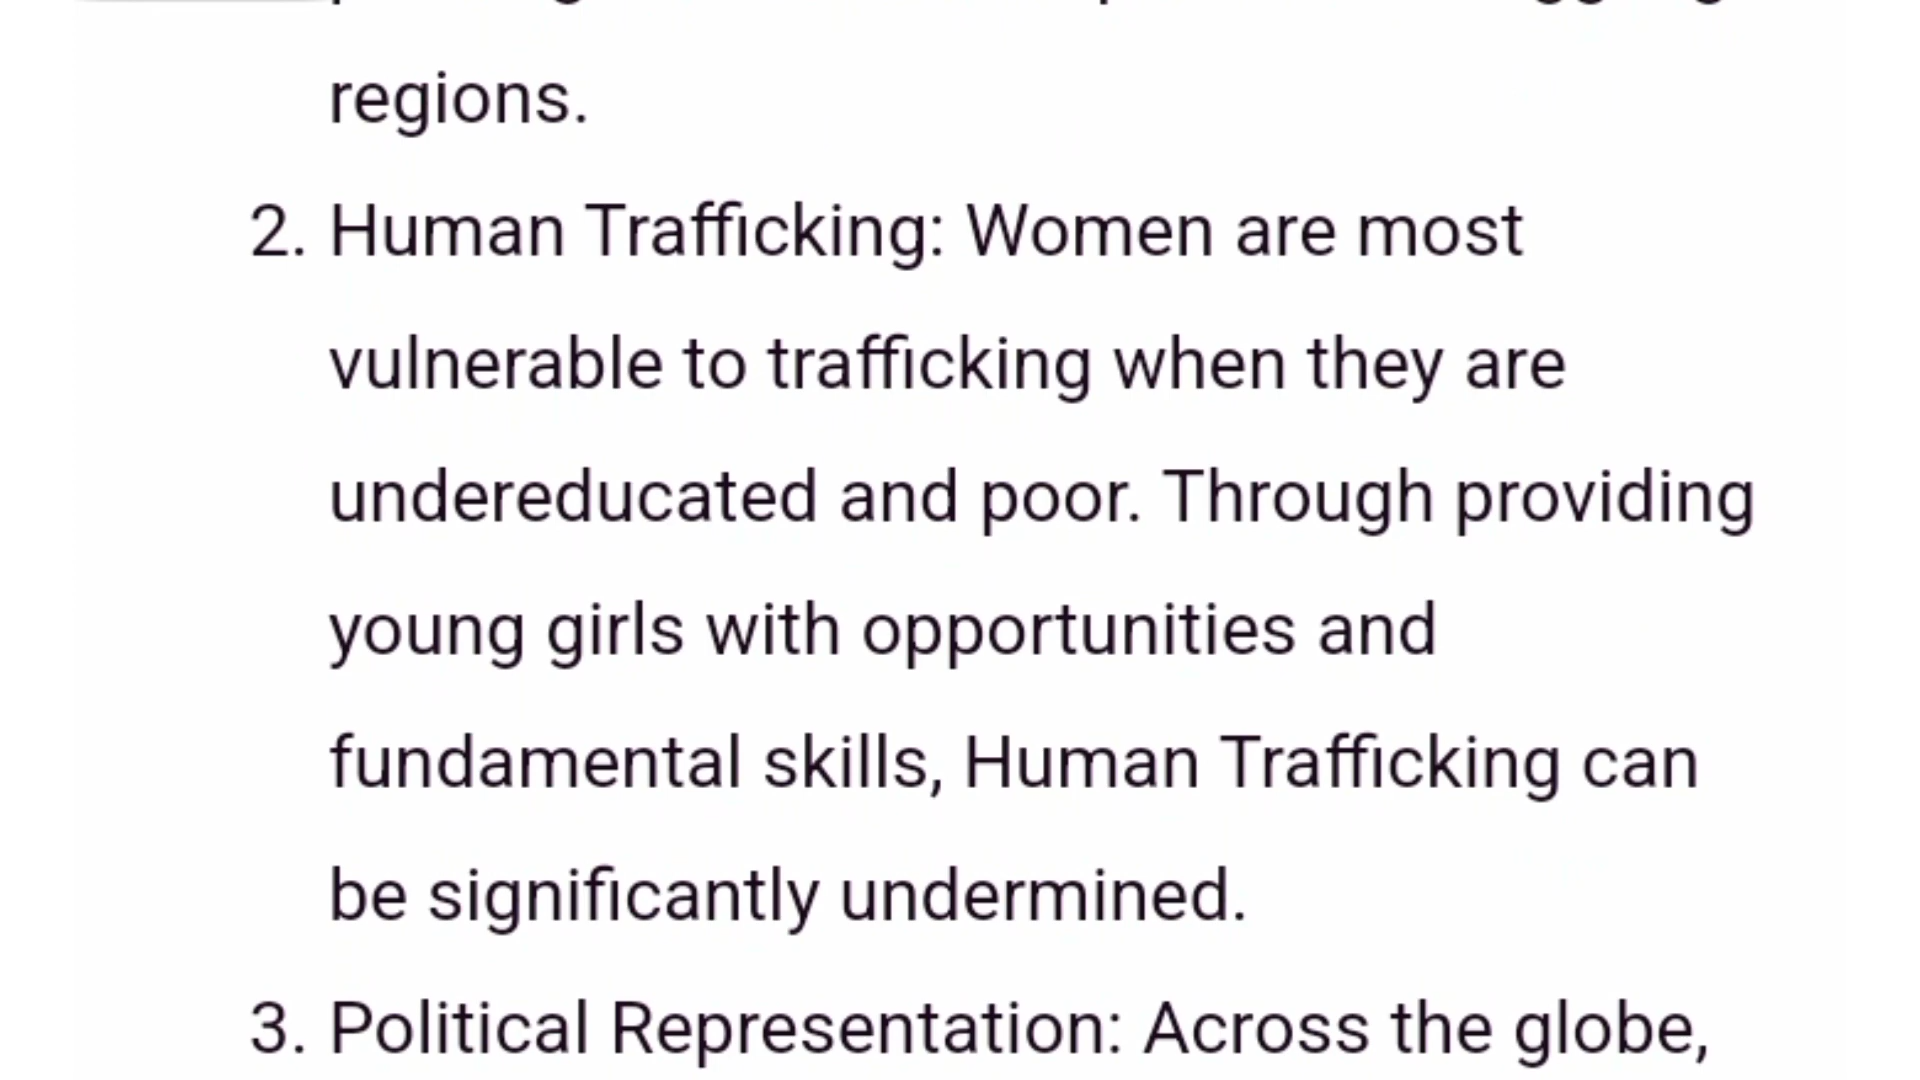 regions.
2. Human Trafficking: Women are most
vulnerable to trafficking when they are
undereducated and poor. Through providing
young girls with opportunities and
fundamental skills, Human Trafficking can
be significantly undermined.
3. Political Representation: Across the globe,